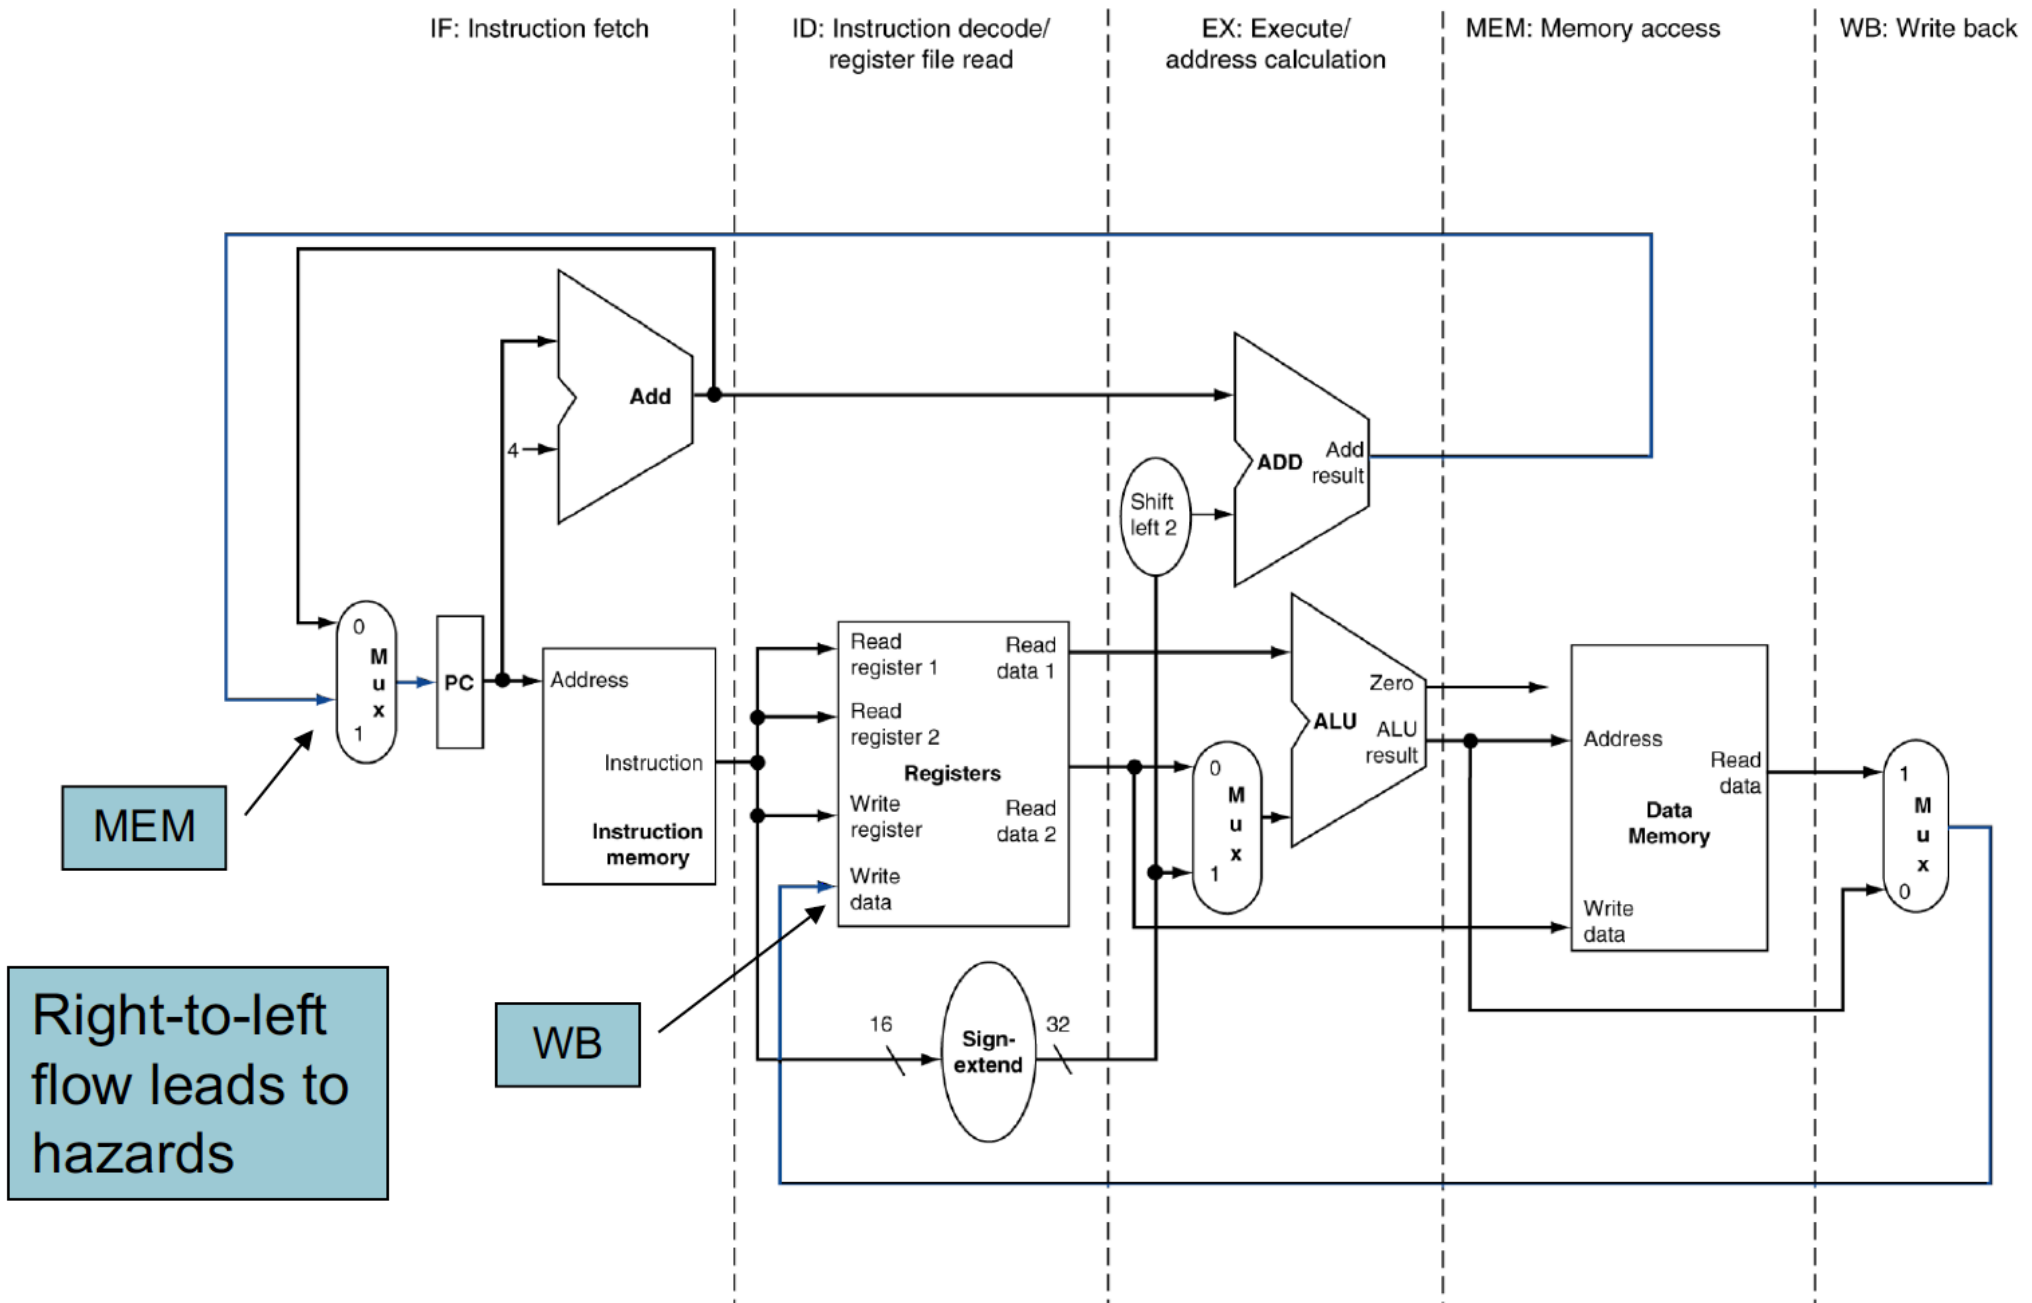 IF: Instruction fetch
ID: Instruction decode/
register file read
EX: Execute/
address calculation
MEM: Memory access
WB: Write back
Add
4
ADD
Add
result
Shift
left 2
0
M
u
x
1
PC
Address
Instruction
Instruction
memory
Read
register 1
Read
register 2
Write
register
Write
data
Registers
Read
data 1
Read
data 2
0
M
u
x
1
ALU
Zero
ALU
result
Address
Read
data
Data
Memory
Write
data
1
M
u
x
0
16
Sign-
extend
32
MEM
WB
Right-to-left
flow leads to
hazards